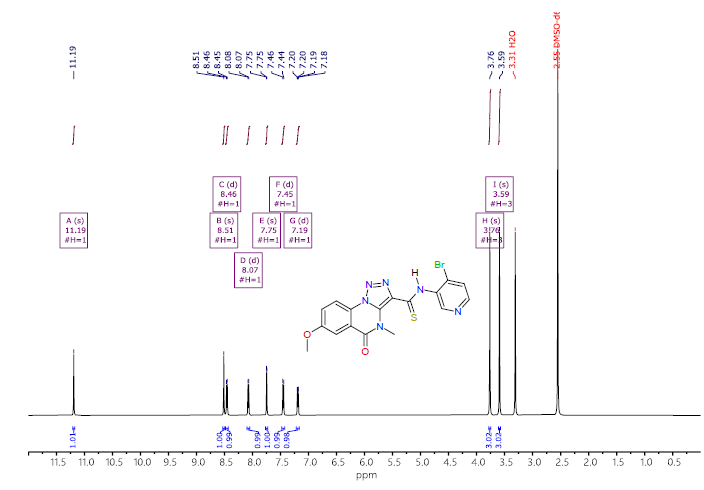 11.19
8.51
8.46
8.45
8.08
8.07
7.75
7.75
7.46
7.44
7.20
7.20
7.19
7.18
3.76
3.59
3.31 H2O
2.55 DMSO-d6
C (d)
8.46
#H=1
F (d)
7.45
#H=1
I (s)
3.59
#H=3
A (s)
11.19
#H=1
B (s)
8.51
#H=1
E (s)
7.75
#H=1
G (d)
7.19
#H=1
H (s)
3.76
#H=3
D (d)
8.07
#H=1
H
Br
N
N
N
N
N
N
S
O
O
1.01
1.00
0.99
0.99
1.00
0.99
0.98
3.02
3.02
11.5 11.0 10.5 10.0 9.5 9.0 8.5 8.0 7.5 7.0 6.5 6.0 5.5 5.0 4.5 4.0 3.5 3.0 2.5 2.0 1.5 1.0 0.5
ppm